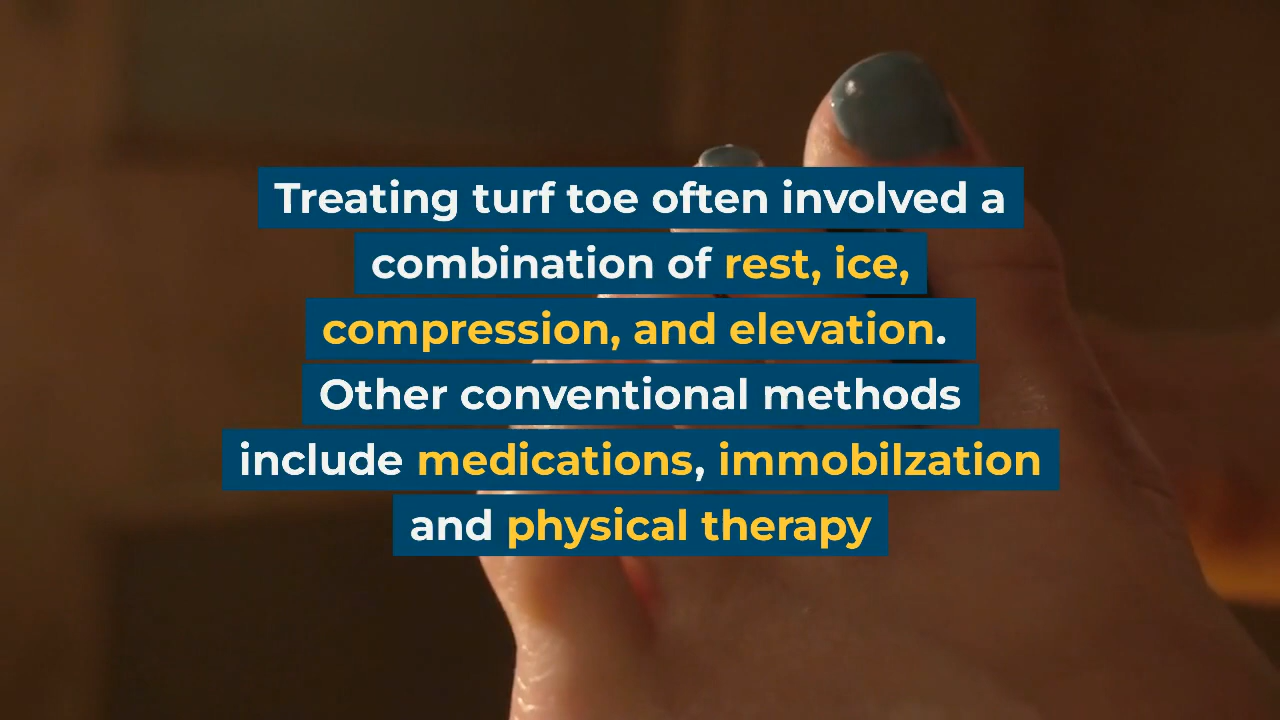 Treating turf toe often involved a
combination of rest, ice,
compression, and elevation.
Other conventional methods
include medications, immobilzation
and physical therapy